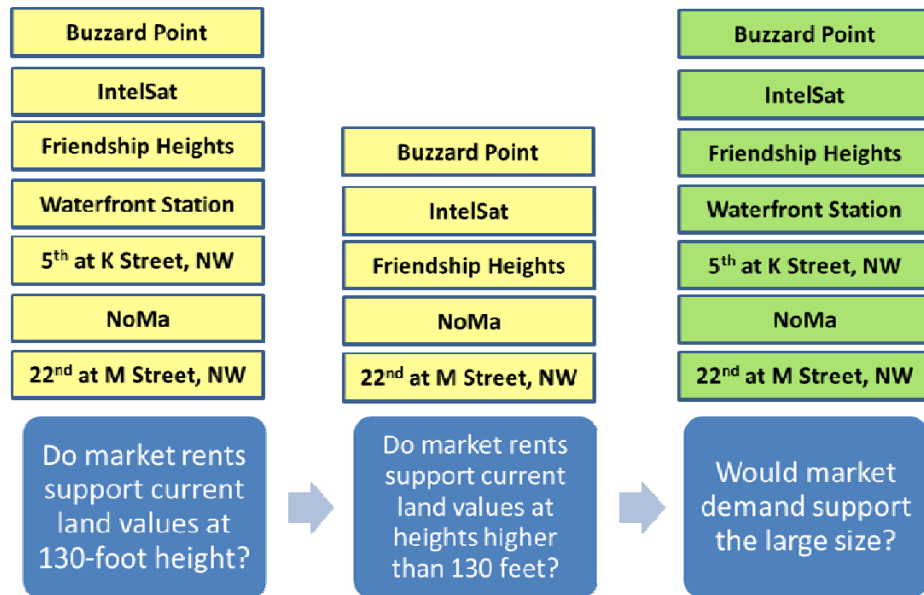 Buzzard Point
IntelSat
Friendship Heights
Waterfront Station
5th at K Street, NW
NoMa
22nd at M Street, NW
Do market rents
support current
land values at
130-foot height?
Buzzard Point
IntelSat
Friendship Heights
NoMa
22nd at M Street, NW
Do market rents
support current
land values at
heights higher
than 130 feet?
Buzzard Point
IntelSat
Friendship Heights
Waterfront Station
5th at K Street, NW
NoMa
22nd at M Street, NW
Would market
demand support
the large size?